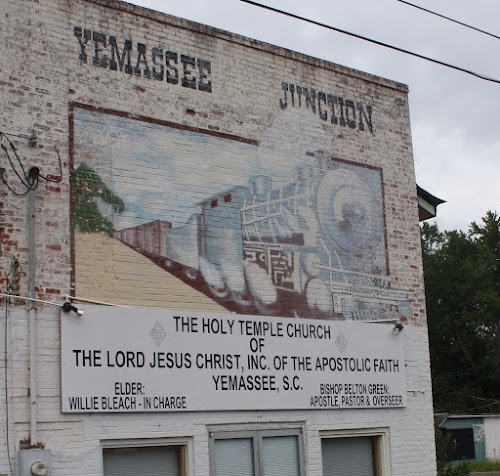 YEMASSEE
JUNCTION
THE HOLY TEMPLE CHURCH
OF
THE LORD JESUS CHRIST, INC. OF THE APOSTOLIC FAITH
YEMASSEE, S.C.
ELDER:
WILLIE BLEACH - IN CHARGE
BISHOP BELTON GREEN:
APOSTLE, PASTOR & OVERSEER